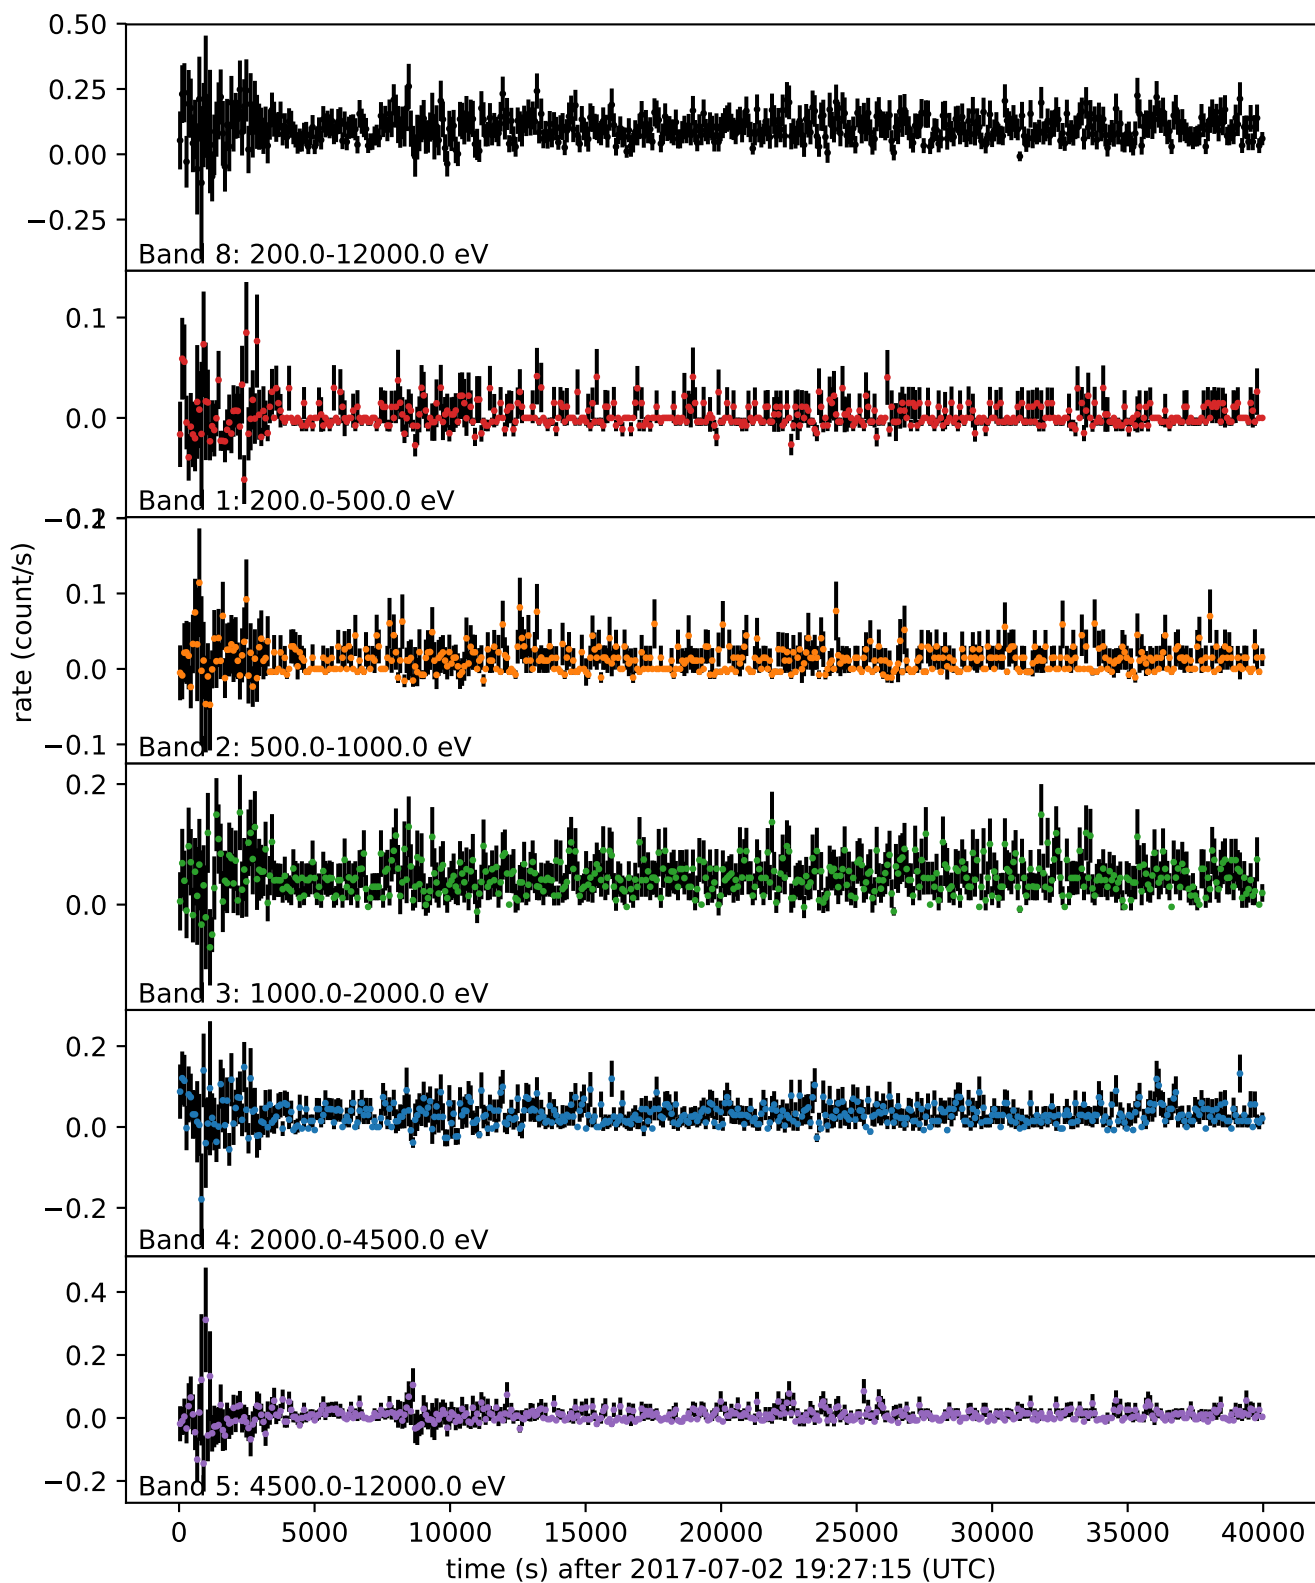 0.50
0.25
0.00
−0.25
Band 8: 200.0-12000.0 eV
0.1
0.0
Band 1: 200.0-500.0 eV
0.1
0.0
−0.1
Band 2: 500.0-1000.0 eV
rate (count/s)
0.2
0.0
Band 3: 1000.0-2000.0 eV
0.2
0.0
−0.2
Band 4: 2000.0-4500.0 eV
0.4
0.2
0.0
−0.2
Band 5: 4500.0-12000.0 eV
0 5000 10000 15000 20000 25000 30000 35000 40000
time (s) after 2017-07-02 19:27:15 (UTC)